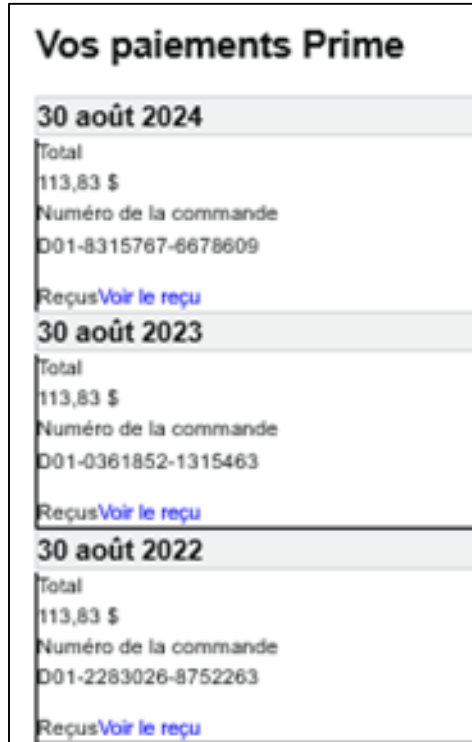 Vos paiements Prime
30 août 2024
Total
113,83 $
Numéro de la commande
D01-8315767-6678609
ReçusVoir le reçu
30 août 2023
Total
113,83 $
Numéro de la commande
D01-0361852-1315463
ReçusVoir le reçu
30 août 2022
Total
113,83 $
Numéro de la commande
D01-2283026-8752263
ReçusVoir le reçu